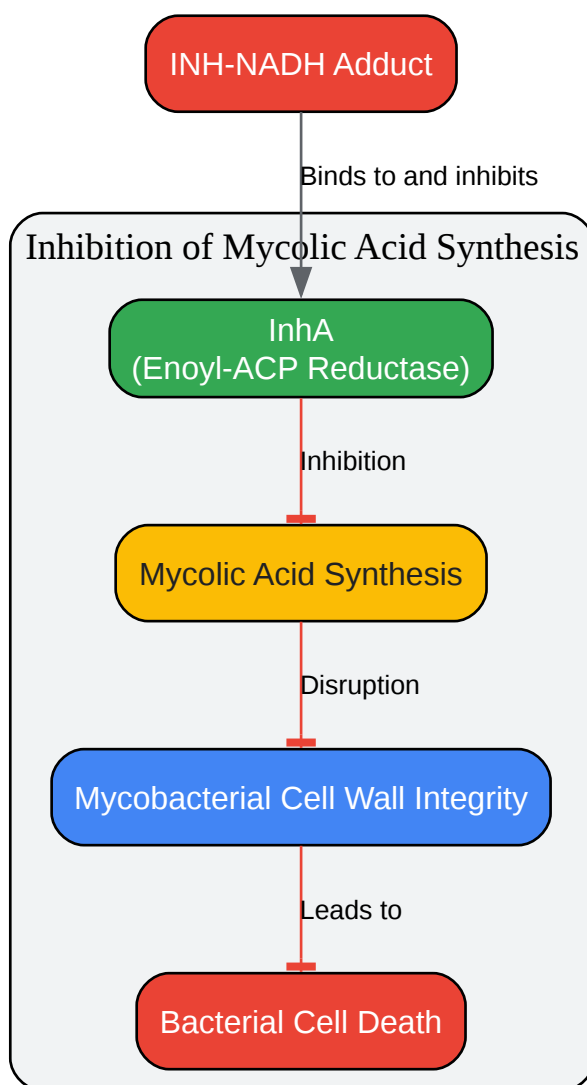 INH-NADH Adduct
Binds to and inhibits
Inhibition of Mycolic Acid Synthesis
InhA
(Enoyl-ACP Reductase)
Inhibition
Mycolic Acid Synthesis
Disruption
Mycobacterial Cell Wall Integrity
Leads to
Bacterial Cell Death